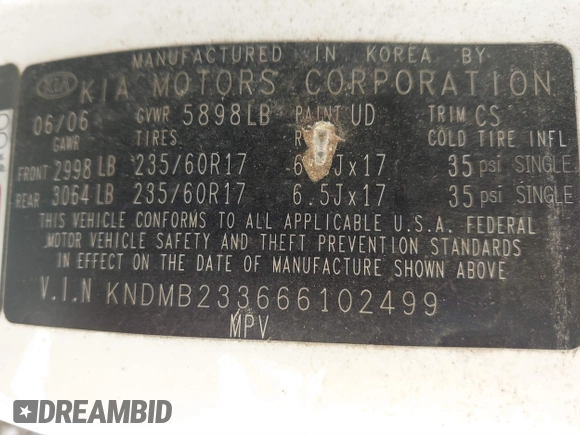 MANUFACTURED IN KOREA BY
KIA KIA MOTORS CORPORATION
06/06 GVWR 5898LB PAINT UD TRIM CS
GAWR TIRES COLD TIRE INFL
FRONT 2998 LB 235/60R17 Jx17 35 psi SINGLE
REAR 3064 LB 235/60R17 6.5Jx17 35 psi SINGLE
THIS VEHICLE CONFORMS TO ALL APPLICABLE U.S.A. FEDERAL
MOTOR VEHICLE SAFETY AND THEFT PREVENTION STANDARDS
IN EFFECT ON THE DATE OF MANUFACTURE SHOWN ABOVE
V.I.N KNDMB233666102499
MPV
DREAMBID